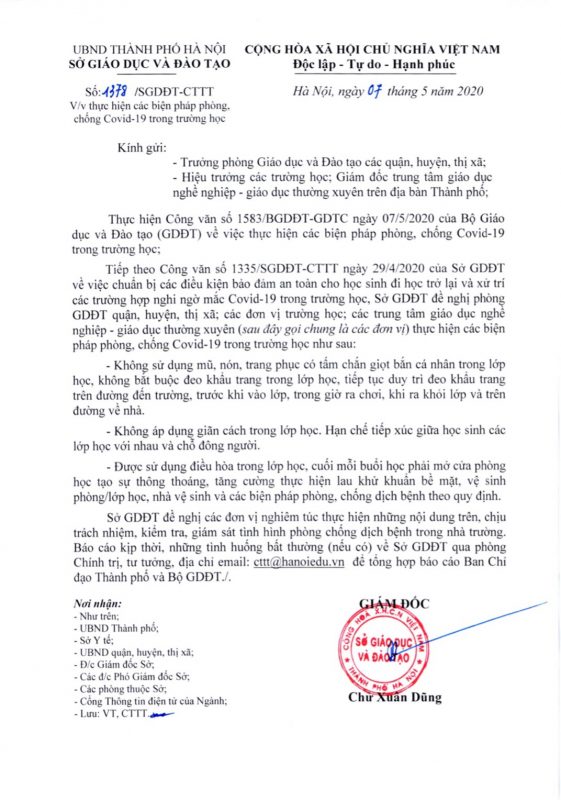 UBND THÀNH PHỐ HÀ NỘI
SỞ GIÁO DỤC VÀ ĐÀO TẠO
CỘNG HÒA XÃ HỘI CHỦ NGHĨA VIỆT NAM
Độc lập - Tự do - Hạnh phúc
Số: 1378 /SGDĐT-CTTT
V/v thực hiện các biện pháp phòng,
chống Covid-19 trong trường học
Hà Nội, ngày 07 tháng 5 năm 2020
Kính gửi:
- Trưởng phòng Giáo dục và Đào tạo các quận, huyện, thị xã;
- Hiệu trưởng các trường học; Giám đốc trung tâm giáo dục
nghề nghiệp - giáo dục thường xuyên trên địa bàn Thành phố;
Thực hiện Công văn số 1583/BGDĐT-GDTC ngày 07/5/2020 của Bộ Giáo
dục và Đào tạo (GDĐT) về việc thực hiện các biện pháp phòng, chống Covid-19
trong trường học;
Tiếp theo Công văn số 1335/SGDĐT-CTTT ngày 29/4/2020 của Sở GDĐT
về việc chuẩn bị các điều kiện bảo đảm an toàn cho học sinh đi học trở lại và xử trí
các trường hợp nghi ngờ mắc Covid-19 trong trường học, Sở GDĐT đề nghị phòng
GDĐT quận, huyện, thị xã; các đơn vị trường học; các trung tâm giáo dục nghề
nghiệp - giáo dục thường xuyên (sau đây gọi chung là các đơn vị) thực hiện các biện
pháp phòng, chống Covid-19 trong trường học như sau:
- Không sử dụng mũ, nón, trang phục có tấm chắn giọt bắn cá nhân trong lớp
học, không bắt buộc đeo khẩu trang trong lớp học, tiếp tục duy trì đeo khẩu trang
trên đường đến trường, trước khi vào lớp, trong giờ ra chơi, khi ra khỏi lớp và trên
đường về nhà.
- Không áp dụng giãn cách trong lớp học. Hạn chế tiếp xúc giữa học sinh các
lớp học với nhau và chỗ đông người.
- Được sử dụng điều hòa trong lớp học, cuối mỗi buổi học phải mở cửa phòng
học tạo sự thông thoáng, tăng cường thực hiện lau khử khuẩn bề mặt, vệ sinh
phòng/lớp học, nhà vệ sinh và các biện pháp phòng, chống dịch bệnh theo quy định.
Sở GDĐT đề nghị các đơn vị nghiêm túc thực hiện những nội dung trên, chịu
trách nhiệm, kiểm tra, giám sát tình hình phòng chống dịch bệnh trong nhà trường.
Báo cáo kịp thời, những tình huống bất thường (nếu có) về Sở GDĐT qua phòng
Chính trị, tư tưởng, địa chỉ email: cttt@hanoiedu.vn để tổng hợp báo cáo Ban Chỉ
đạo Thành phố và Bộ GDĐT./.
Nơi nhận:
- Như trên;
- UBND Thành phố;
- Sở Y tế;
- UBND quận, huyện, thị xã;
- Đ/c Giám đốc Sở;
- Các đ/c Phó Giám đốc Sở;
- Các phòng thuộc Sở;
- Cổng Thông tin điện tử của Ngành;
- Lưu: VT, CTTT.
GIÁM ĐỐC
CỘNG HÒA X.H.C.N VIỆT NAM
SỞ GIÁO DỤC
VÀ ĐÀO TẠO
THÀNH PHỐ HÀ NỘI
Chử Xuân Dũng